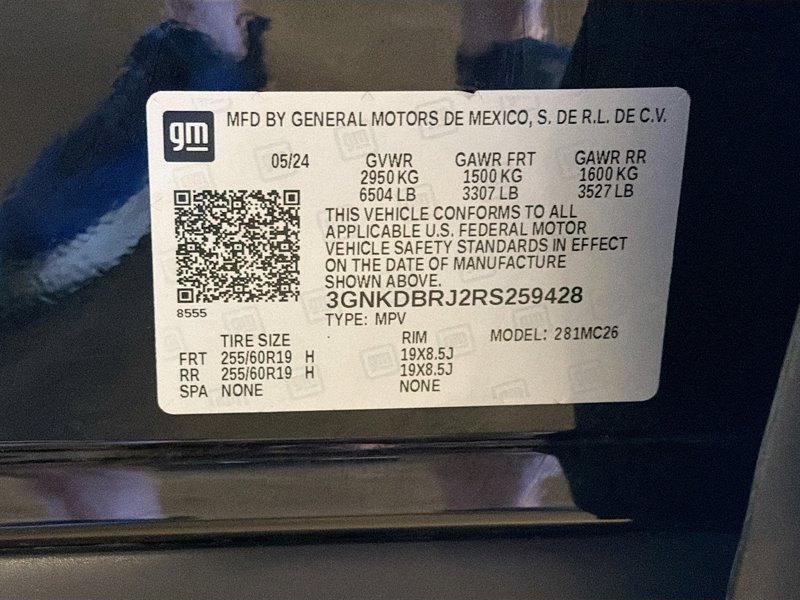 gm MFD BY GENERAL MOTORS DE MEXICO, S. DE R.L. DE C.V.
05/24 GVWR GAWR FRT GAWR RR
2950 KG 1500 KG 1600 KG
6504 LB 3307 LB 3527 LB
THIS VEHICLE CONFORMS TO ALL
APPLICABLE U.S. FEDERAL MOTOR
VEHICLE SAFETY STANDARDS IN EFFECT
ON THE DATE OF MANUFACTURE
SHOWN ABOVE.
3GNKDBRJ2RS259428
8555
TYPE: MPV
TIRE SIZE RIM MODEL: 281MC26
FRT 255/60R19 H 19X8.5J
RR 255/60R19 H 19X8.5J
SPA NONE NONE